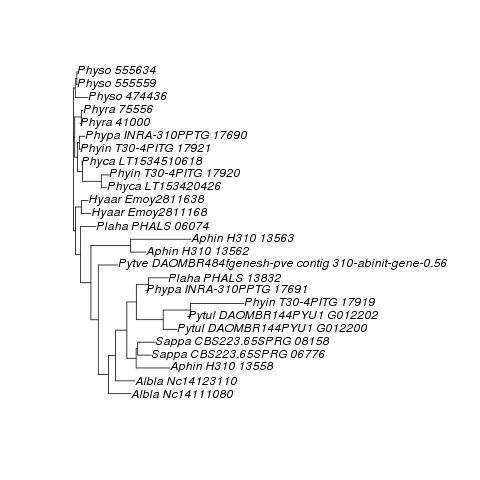 Physo 555634
Physo 555559
Physo 474436
Phyra 75556
Phyra 41000
Phypa INRA-310PPTG 17690
Phyin T30-4PITG 17921
Phyca LT1534510618
Phyin T30-4PITG 17920
Phyca LT153420426
Hyaar Emoy2811638
Hyaar Emoy2811168
Plaha PHALS 06074
Aphin H310 13563
Aphin H310 13562
Pytve DAOMBR484fgenesh-pve contig 310-abinit-gene-0.56
Plaha PHALS 13832
Phypa INRA-310PPTG 17691
Phyin T30-4PITG 17919
Pytul DAOMBR144PYU1 G012202
Pytul DAOMBR144PYU1 G012200
Sappa CBS223.65SPRG 08158
Sappa CBS223.65SPRG 06776
Aphin H310 13558
Albla Nc14123110
Albla Nc14111080